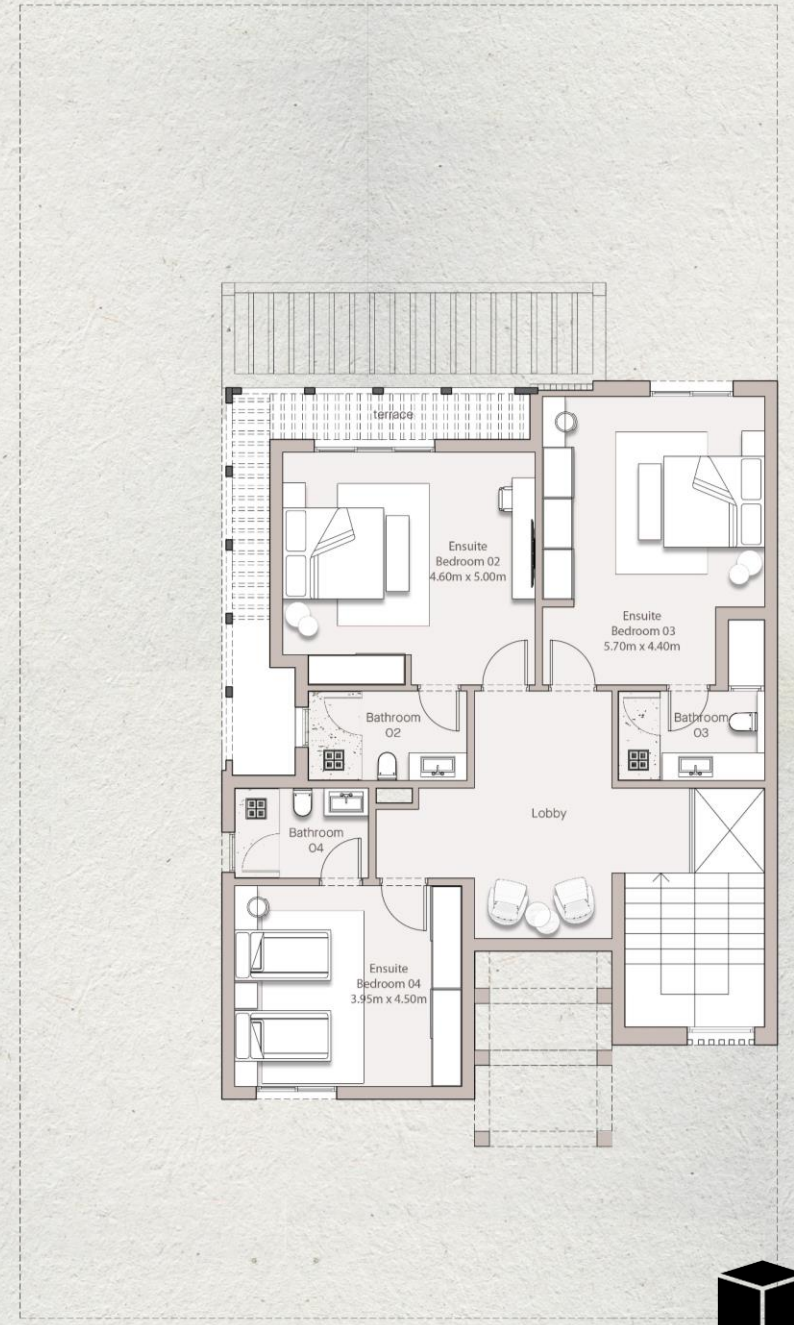 terrace
Ensuite
Bedroom 02
4.60m x 5.00m
Ensuite
Bedroom 03
5.70m x 4.40m
Bathroom
02
Bathroom
03
Lobby
Bathroom
04
Ensuite
Bedroom 04
3.95m x 4.50m